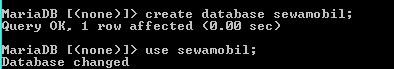 MariaDB [(none)]> create database sewamobil;
Query OK, 1 row affected (0.00 sec)
MariaDB [(none)]> use sewamobil;
Database changed